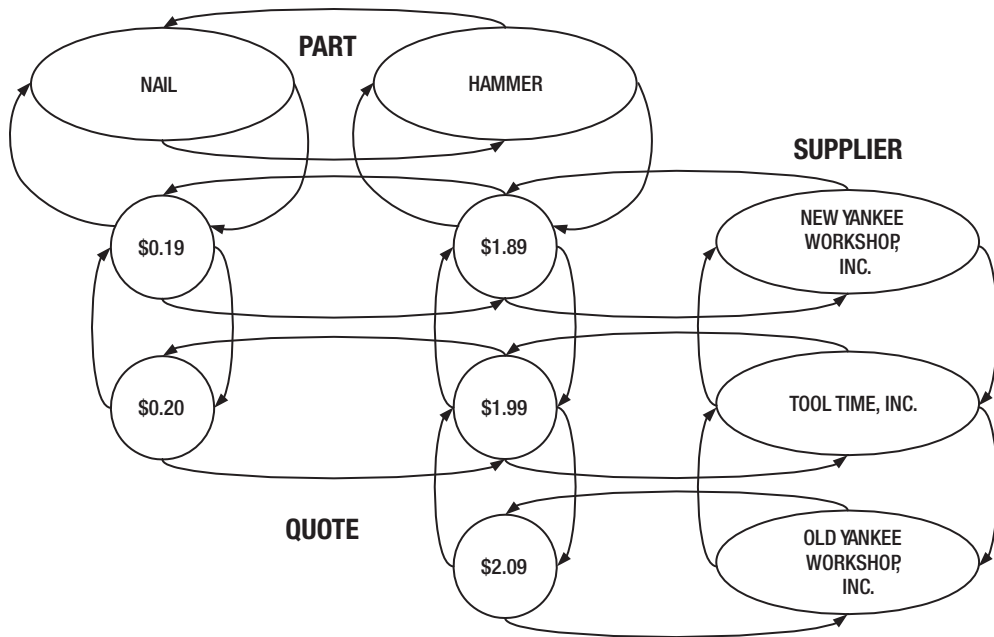 PART
NAIL
HAMMER
SUPPLIER
$0.19
$1.89
NEW YANKEE
WORKSHOP,
INC.
$0.20
$1.99
TOOL TIME, INC.
QUOTE
$2.09
OLD YANKEE
WORKSHOP,
INC.